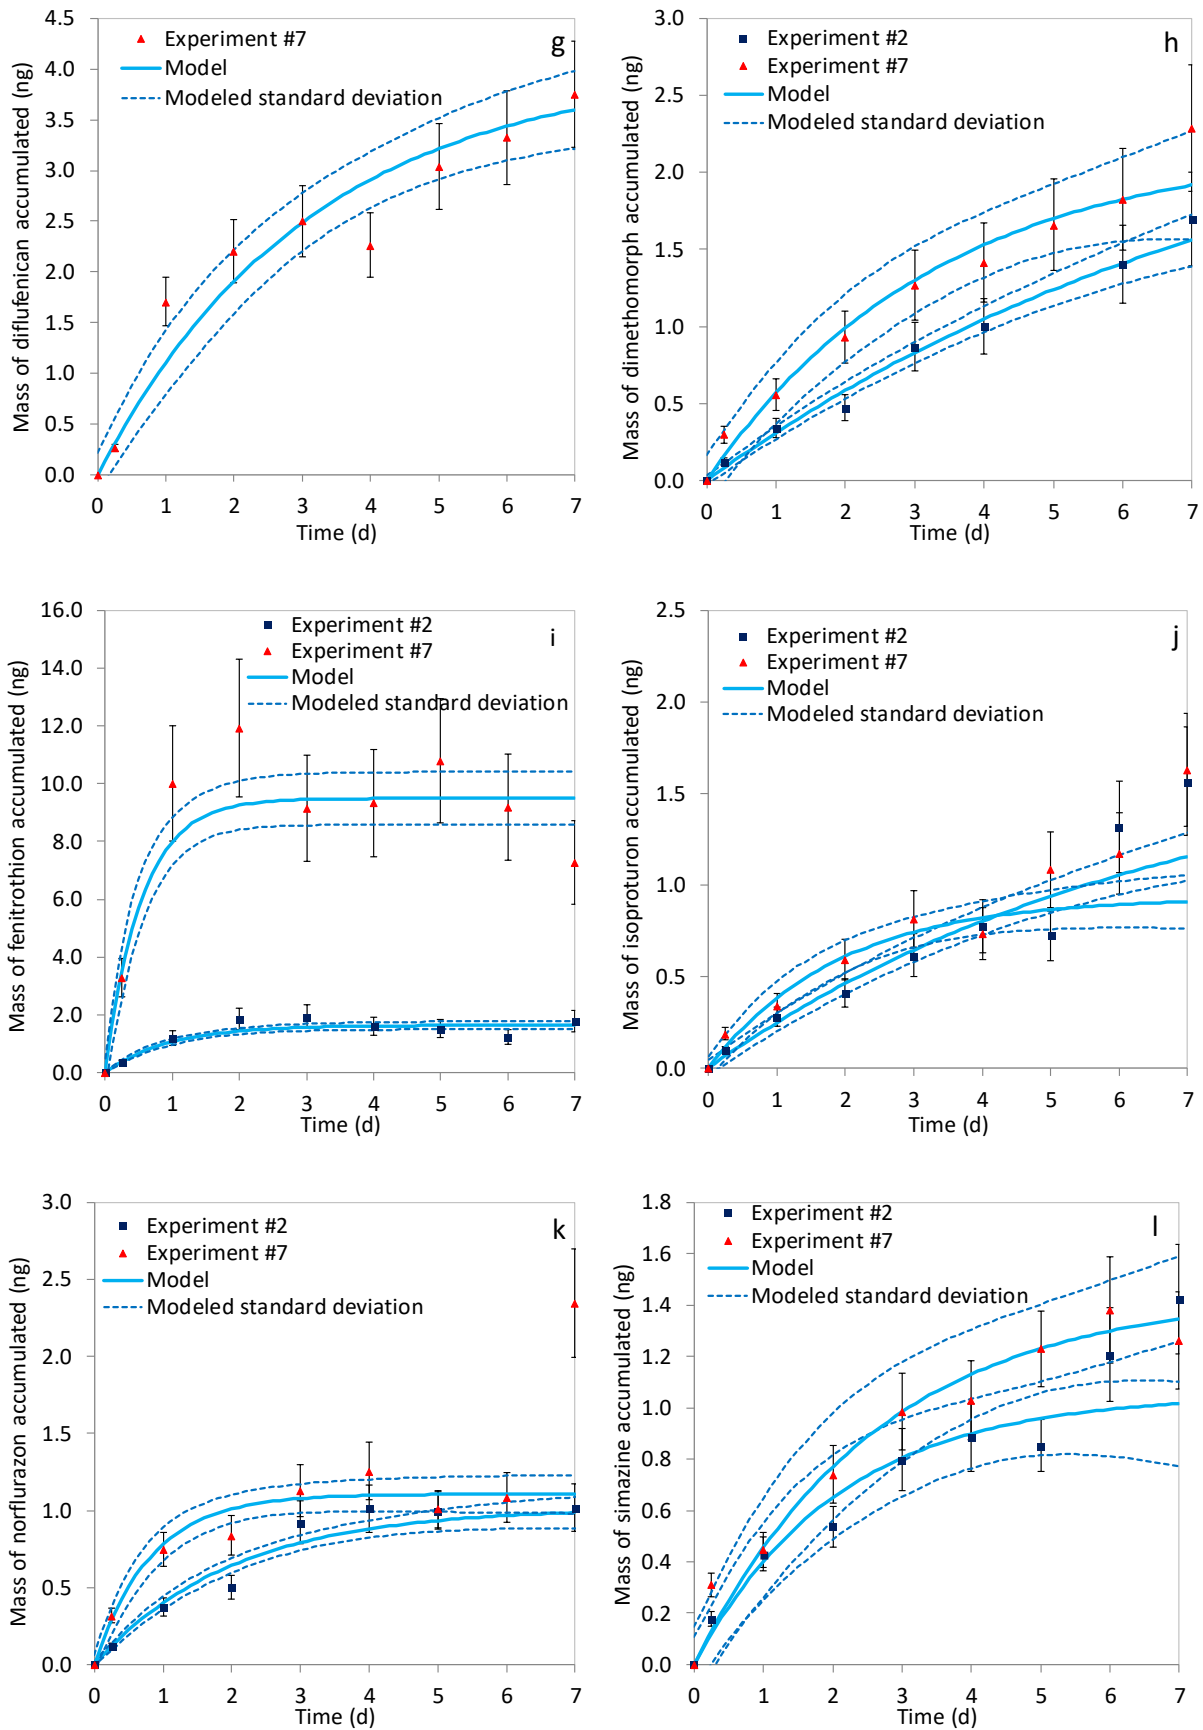 g
Experiment #7
Model
Modeled standard deviation
Mass of diflufenican accumulated (ng)
4.5
4.0
3.5
3.0
2.5
2.0
1.5
1.0
0.5
0.0
0 1 2 3 4 5 6 7
Time (d)
h
Experiment #2
Experiment #7
Model
Modeled standard deviation
Mass of dimethomorph accumulated (ng)
3.0
2.5
2.0
1.5
1.0
0.5
0.0
0 1 2 3 4 5 6 7
Time (d)
i
Experiment #2
Experiment #7
Model
Modeled standard deviation
Mass of fenitrothion accumulated (ng)
16.0
14.0
12.0
10.0
8.0
6.0
4.0
2.0
0.0
0 1 2 3 4 5 6 7
Time (d)
j
Experiment #2
Experiment #7
Model
Modeled standard deviation
Mass of isoproturon accumulated (ng)
2.5
2.0
1.5
1.0
0.5
0.0
0 1 2 3 4 5 6 7
Time (d)
k
Experiment #2
Experiment #7
Model
Modeled standard deviation
Mass of norflurazon accumulated (ng)
3.0
2.5
2.0
1.5
1.0
0.5
0.0
0 1 2 3 4 5 6 7
Time (d)
l
Experiment #2
Experiment #7
Model
Modeled standard deviation
Mass of simazine accumulated (ng)
1.8
1.6
1.4
1.2
1.0
0.8
0.6
0.4
0.2
0.0
0 1 2 3 4 5 6 7
Time (d)